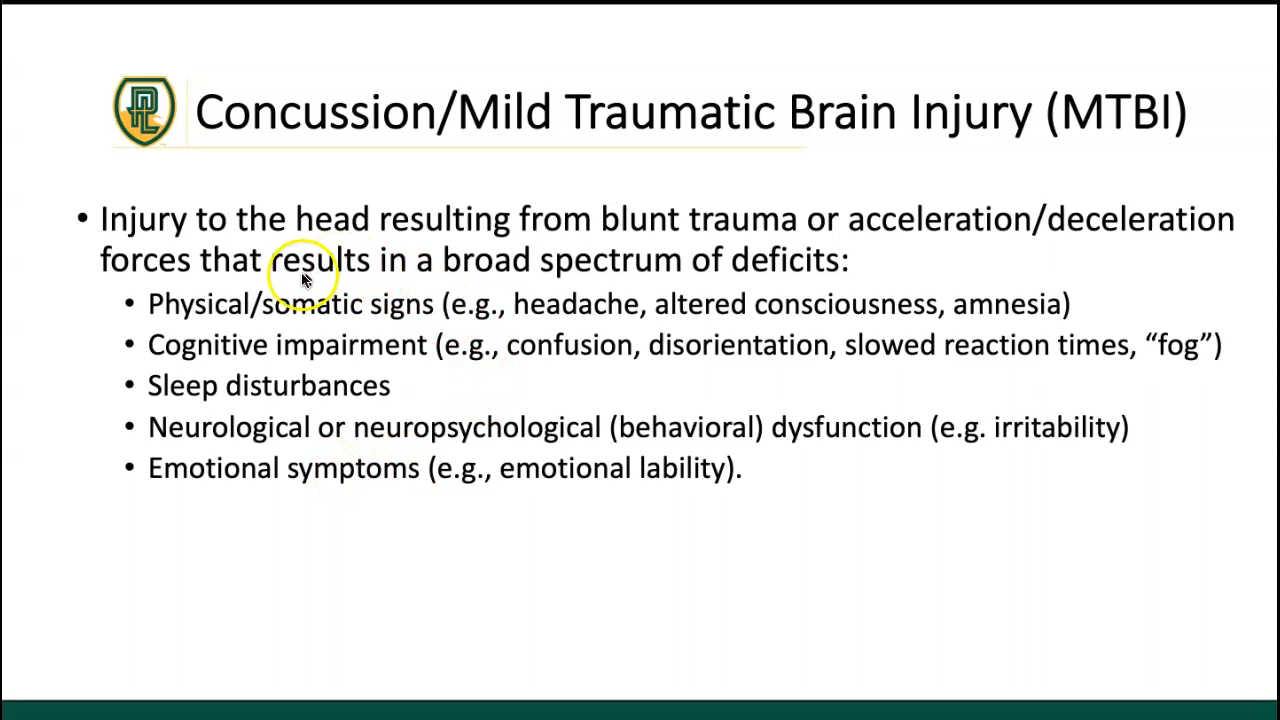 Concussion/Mild Traumatic Brain Injury (MTBI)
• Injury to the head resulting from blunt trauma or acceleration/deceleration
forces that results in a broad spectrum of deficits:
• Physical/somatic signs (e.g., headache, altered consciousness, amnesia)
• Cognitive impairment (e.g., confusion, disorientation, slowed reaction times, “fog”)
• Sleep disturbances
• Neurological or neuropsychological (behavioral) dysfunction (e.g. irritability)
• Emotional symptoms (e.g., emotional lability).